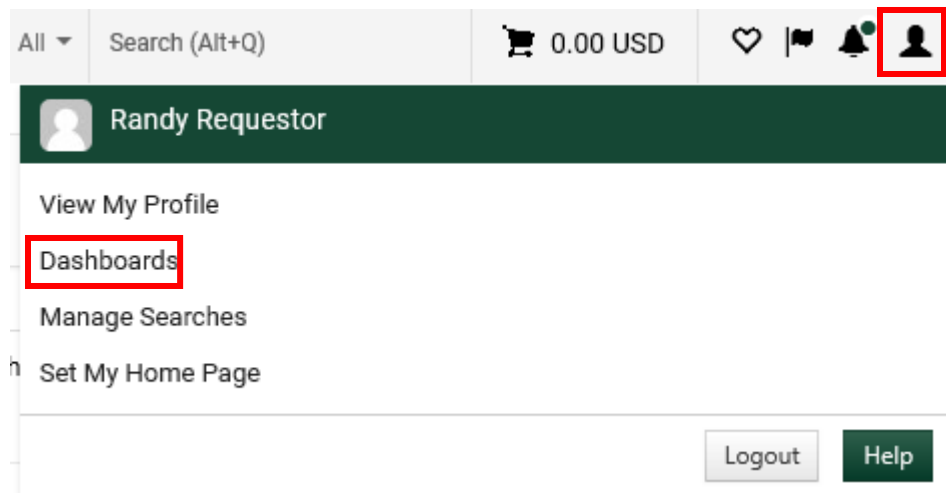 All Search (Alt+Q) 0.00 USD
Randy Requestor
View My Profile
Dashboards
Manage Searches
h
Set My Home Page
Logout Help